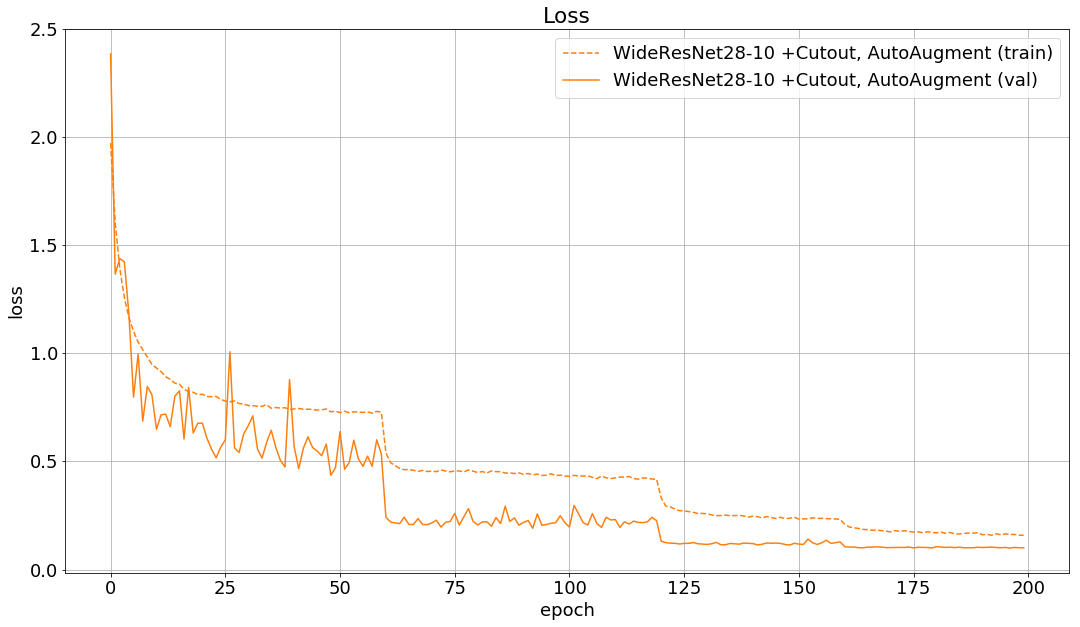 Loss
WideResNet28-10 +Cutout, AutoAugment (train)
WideResNet28-10 +Cutout, AutoAugment (val)
2.5
2.0
1.5
1.0
0.5
0.0
loss
0 25 50 75 100 125 150 175 200
epoch